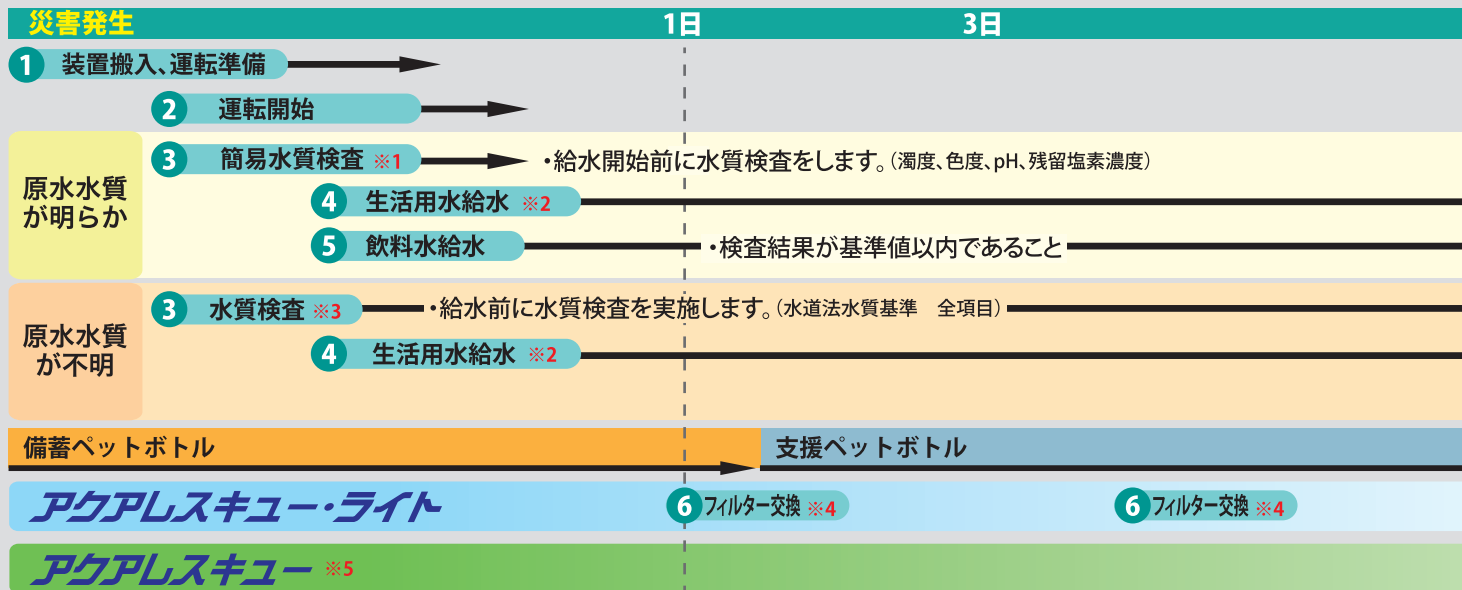 災害発生 1日 3日
1 装置搬入、運転準備
2 運転開始
原水水質
が明らか
3 簡易水質検査 ※1 ・給水開始前に水質検査をします。(濁度、色度、pH、残留塩素濃度)
4 生活用水給水 ※2
5 飲料水給水 ・検査結果が基準値以内であること
原水水質
が不明
3 水質検査 ※3 ・給水前に水質検査を実施します。(水道法水質基準　全項目)
4 生活用水給水 ※2
備蓄ペットボトル 支援ペットボトル
アクアレスキュー・ライト 6 フィルター交換 ※4 6 フィルター交換 ※4
アクアレスキュー ※5